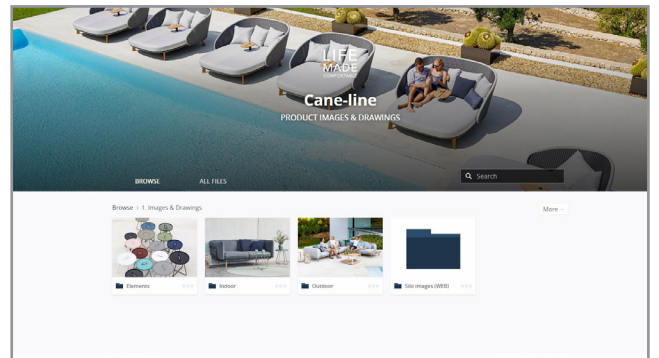 LIFE
MADE
COMFORTABLE
Cane-line
PRODUCT IMAGES & DRAWINGS
BROWSE ALL FILES Search
Browse › 1. Images & Drawings More
Elements Indoor Outdoor Silo images (WEB)